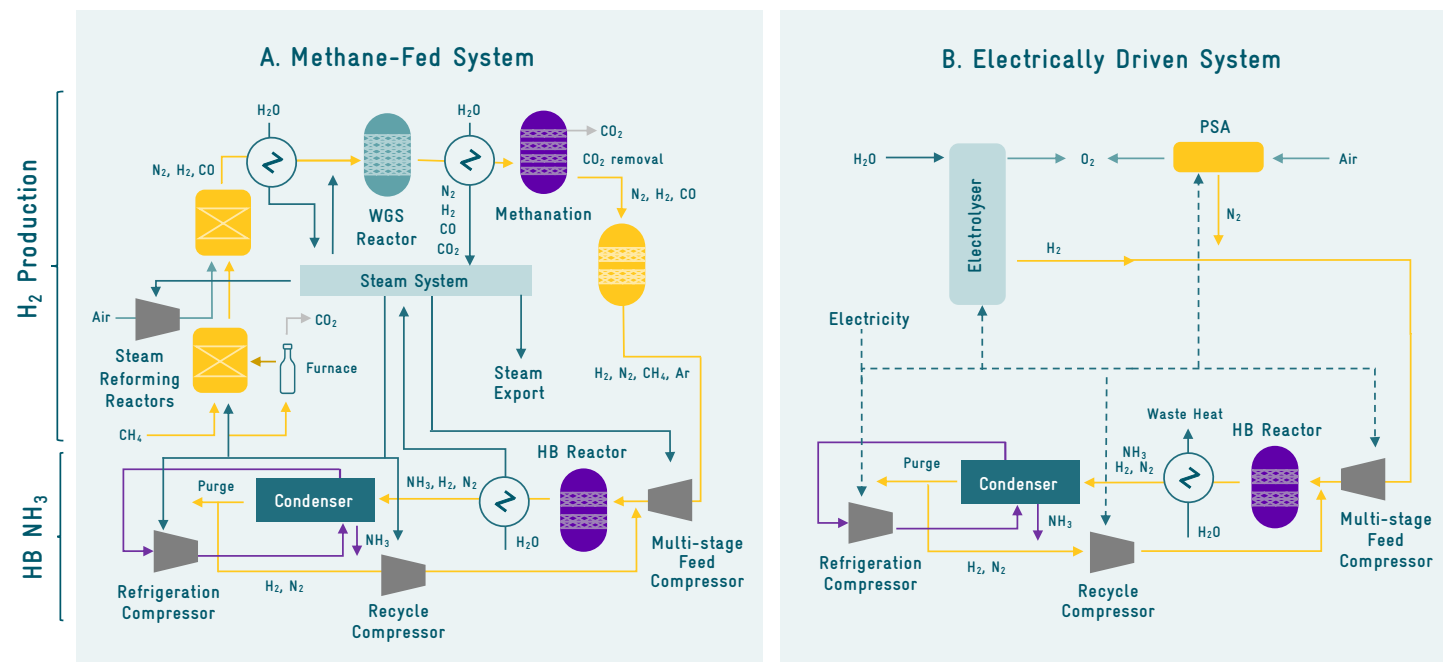 A. Methane-Fed System
H₂ Production
HB NH₃
H₂O
H₂O
CO₂
CO₂ removal
N₂, H₂, CO
N₂
H₂
CO
CO₂
WGS
Reactor
Methanation
N₂, H₂, CO
Steam System
Air
CO₂
Steam
Reforming
Reactors
Furnace
Steam
Export
H₂, N₂, CH₄, Ar
CH₄
HB Reactor
Purge
Condenser
NH₃, H₂, N₂
NH₃
H₂O
Multi-stage
Feed
Compressor
H₂, N₂
Refrigeration
Compressor
Recycle
Compressor
B. Electrically Driven System
PSA
H₂O
O₂
Air
Electrolyser
N₂
H₂
Electricity
Waste Heat
HB Reactor
NH₃
H₂, N₂
Purge
Condenser
NH₃
H₂O
Multi-stage
Feed
Compressor
H₂, N₂
Refrigeration
Compressor
Recycle
Compressor